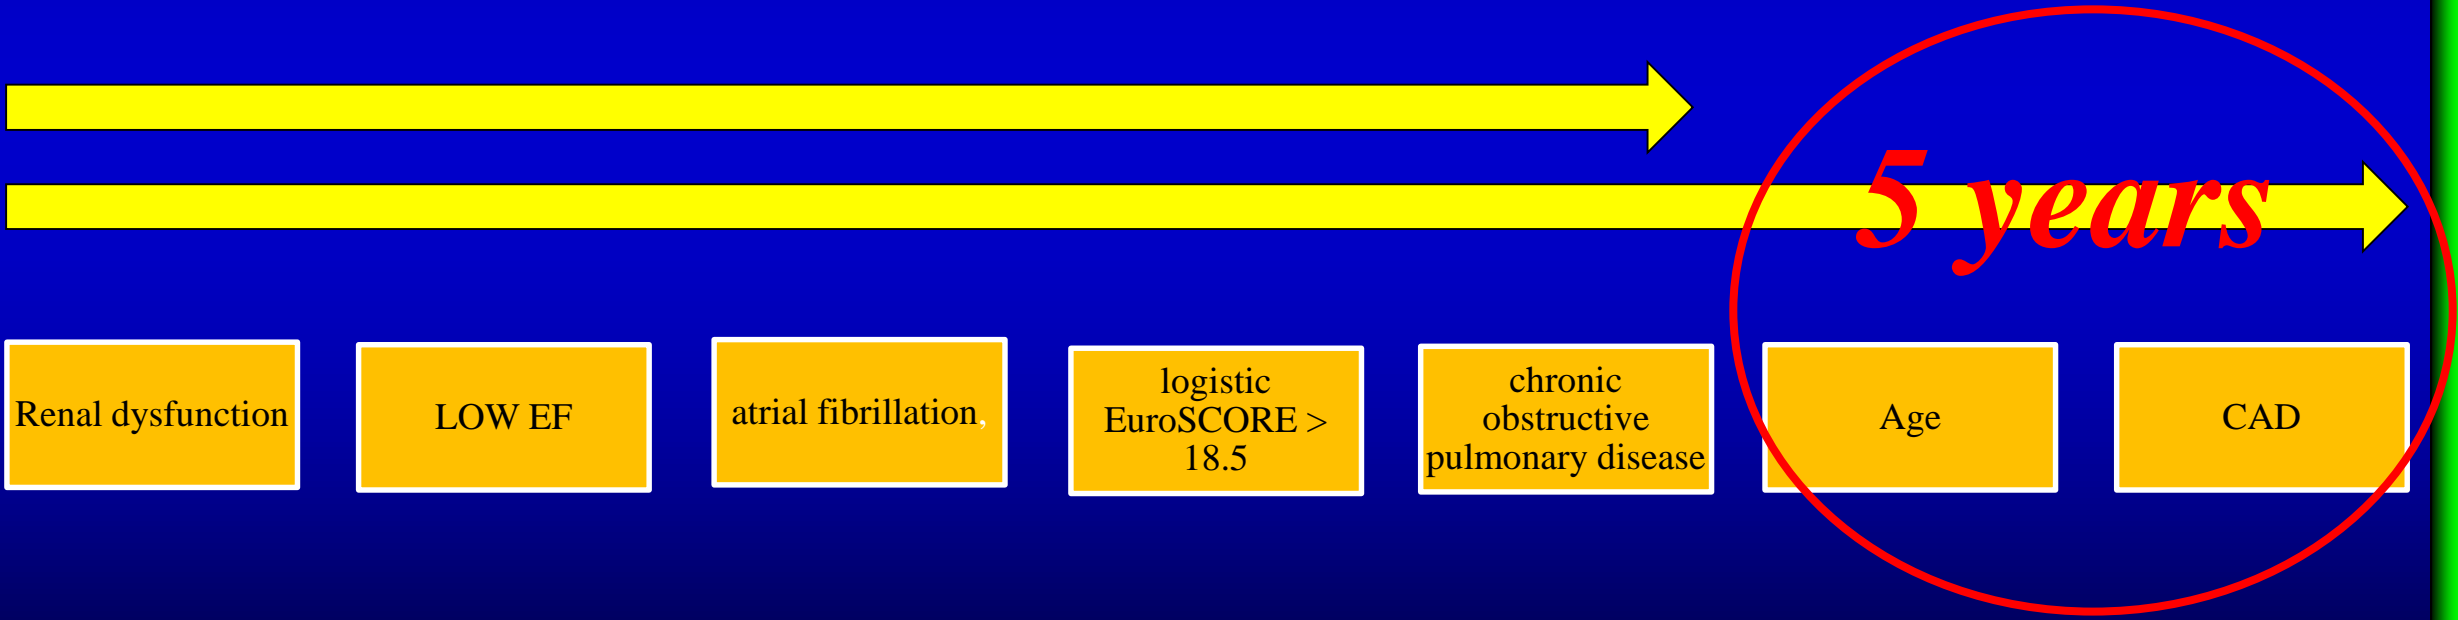 5 years
Renal dysfunction
LOW EF
atrial fibrillation,
logistic
EuroSCORE >
18.5
chronic
obstructive
pulmonary disease
Age
CAD